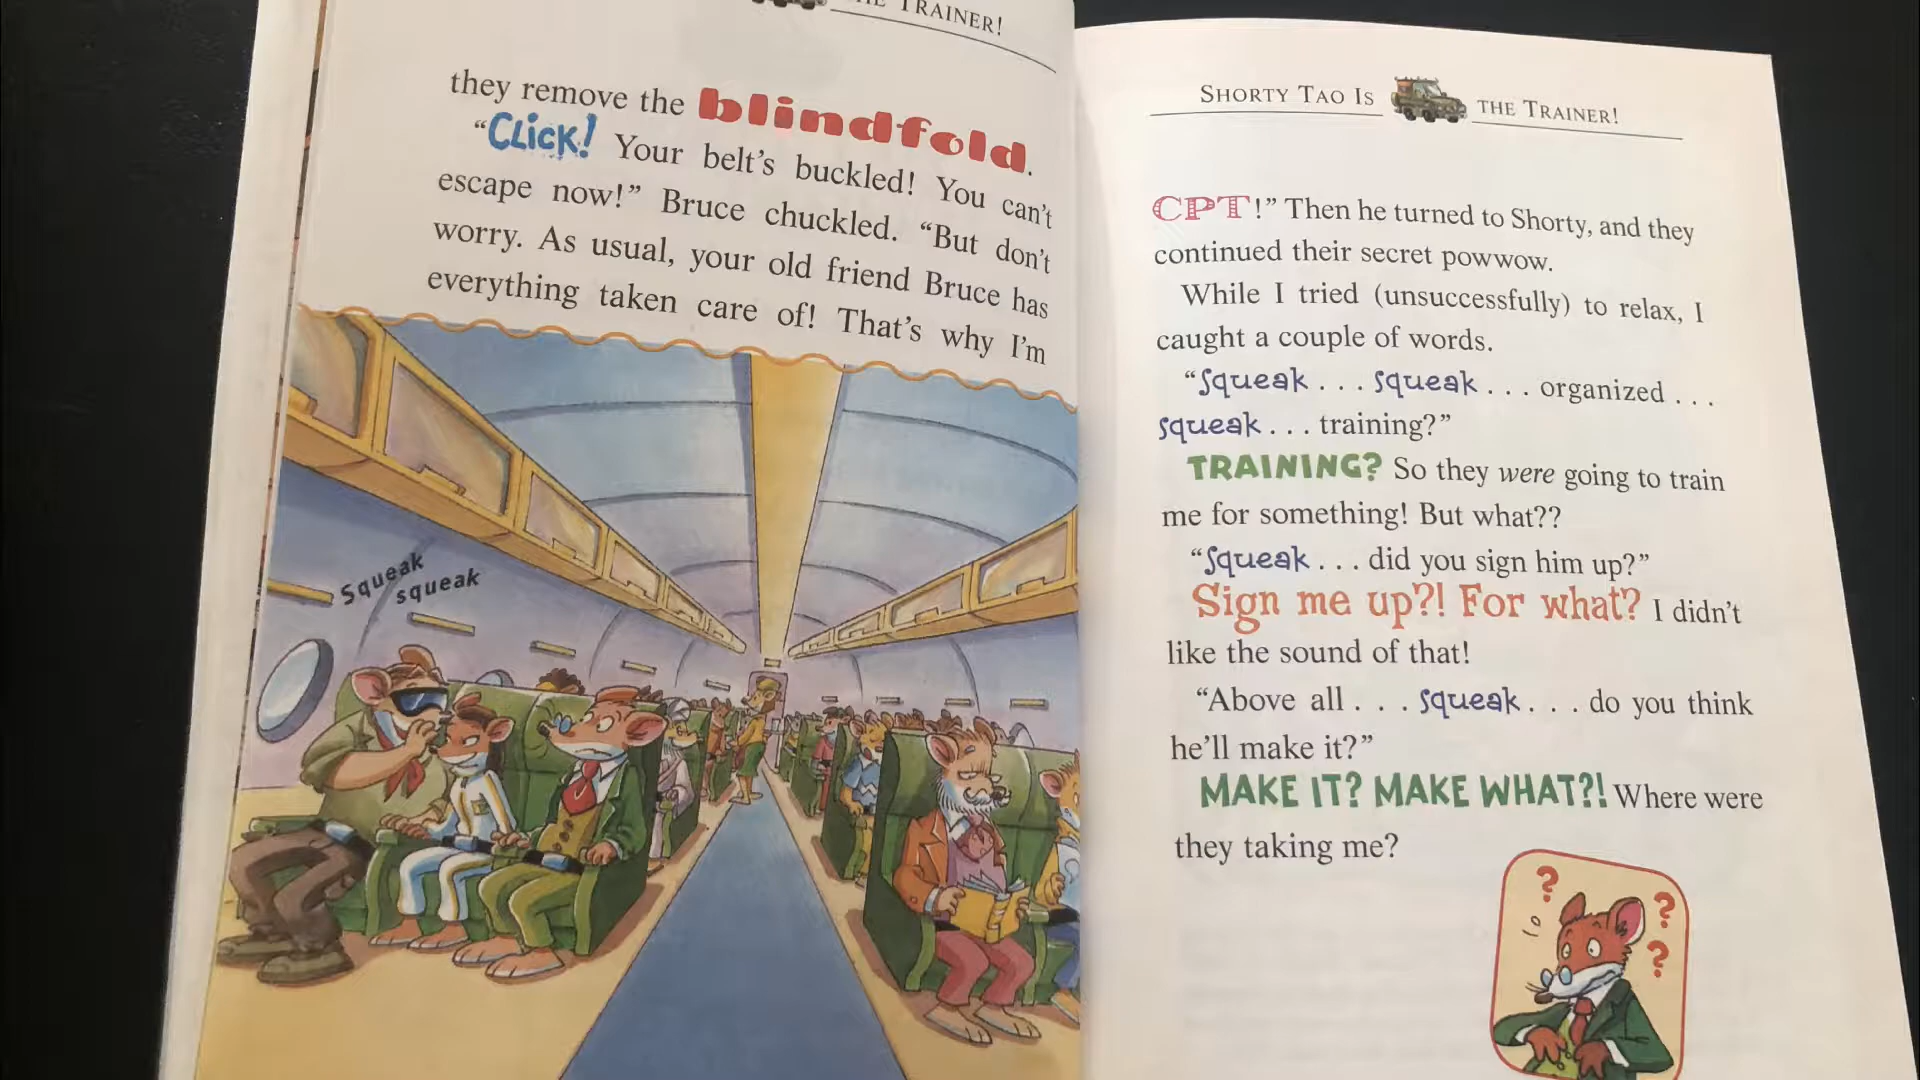 THE TRAINER!
they remove the blindfold.
“CLICK! Your belt’s buckled! You can’t
escape now!” Bruce chuckled. “But don’t
worry. As usual, your old friend Bruce has
everything taken care of! That’s why I’m
Squeak
squeak
SHORTY TAO IS THE TRAINER!
CPT!” Then he turned to Shorty, and they
continued their secret powwow.
While I tried (unsuccessfully) to relax, I
caught a couple of words.
“Squeak . . . squeak . . . organized . . .
squeak . . . training?”
TRAINING? So they were going to train
me for something! But what??
“Squeak . . . did you sign him up?”
Sign me up?! For what? I didn’t
like the sound of that!
“Above all . . . squeak . . . do you think
he’ll make it?”
MAKE IT? MAKE WHAT?! Where were
they taking me?
?
?
?